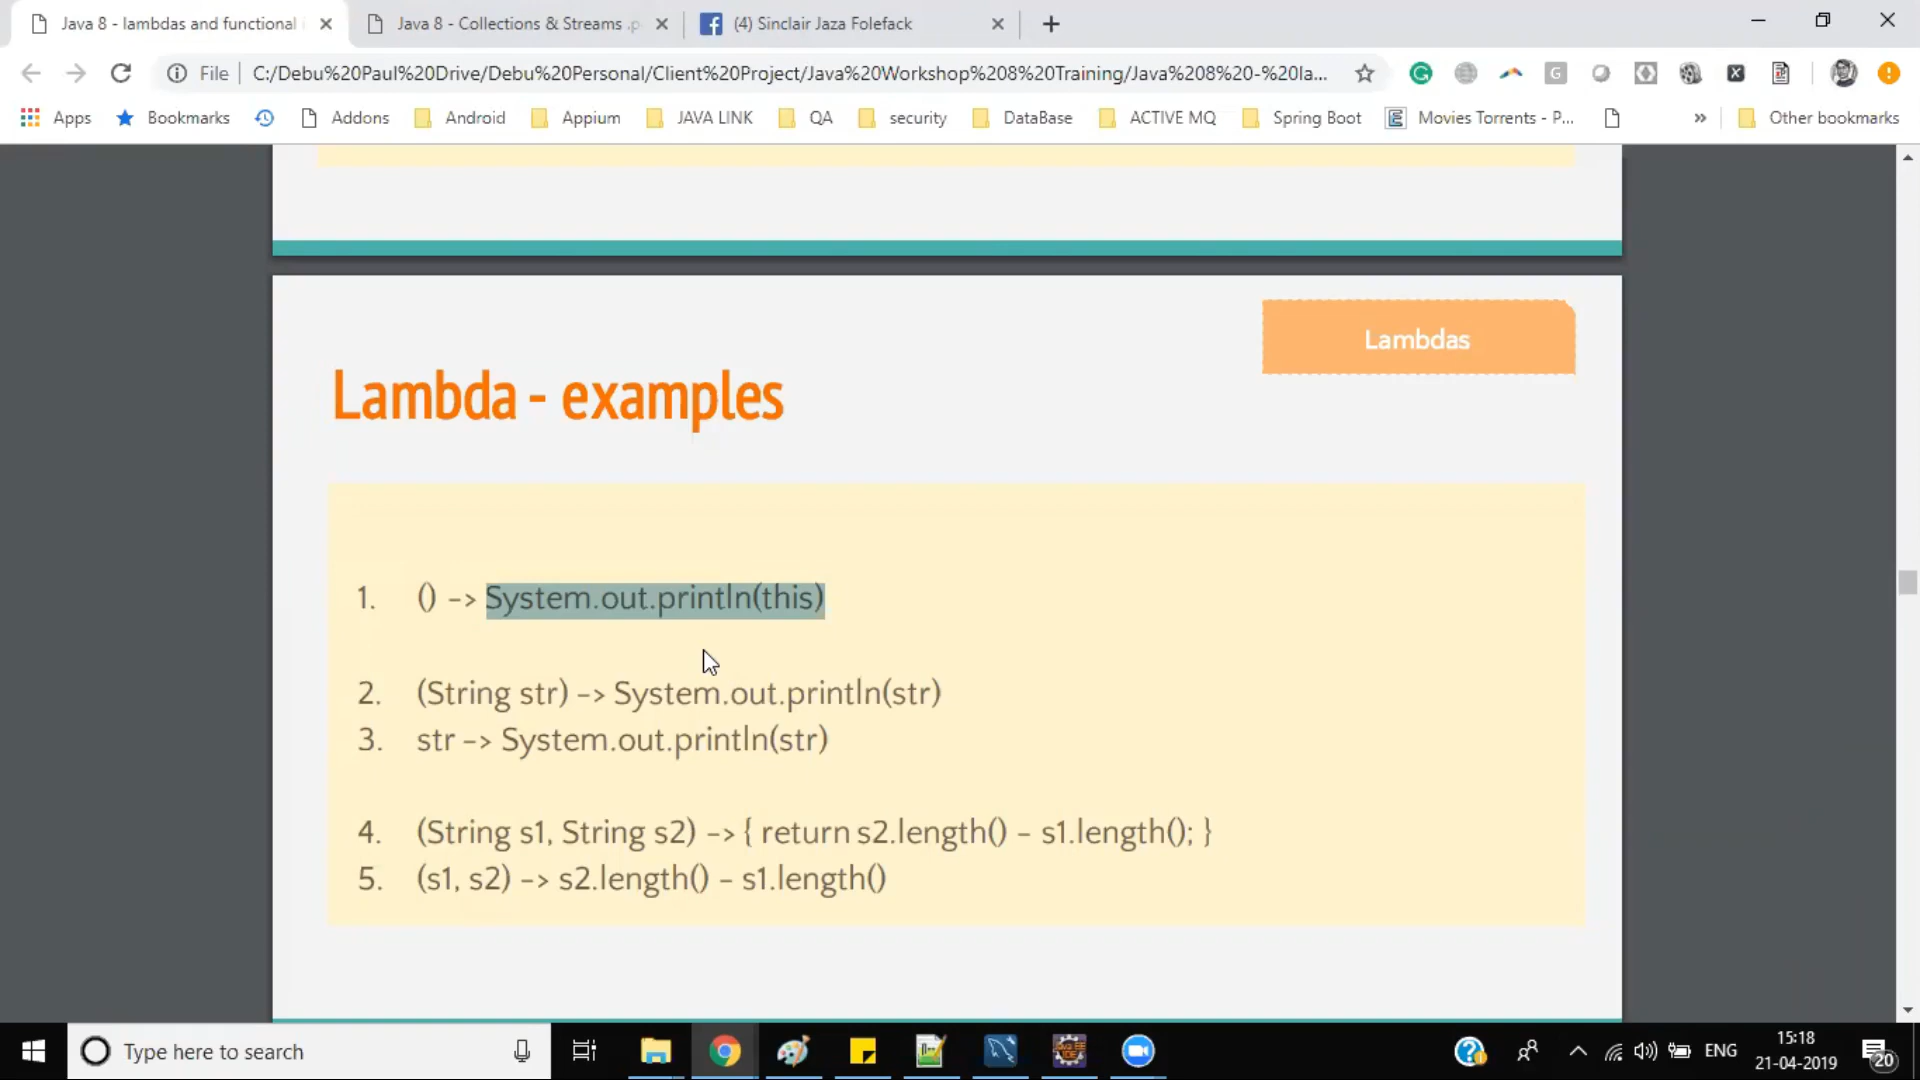 Java 8 - lambdas and functional
Java 8 - Collections & Streams .p
(4) Sinclair Jaza Folefack
File
C:/Debu%20Paul%20Drive/Debu%20Personal/Client%20Project/Java%20Workshop%208%20Training/Java%208%20-%20la...
Apps
Bookmarks
Addons
Android
Appium
JAVA LINK
QA
security
DataBase
ACTIVE MQ
Spring Boot
Movies Torrents - P...
»
Other bookmarks
Lambdas
Lambda - examples
1. () -> System.out.println(this)
2. (String str) -> System.out.println(str)
3. str -> System.out.println(str)
4. (String s1, String s2) -> { return s2.length() - s1.length(); }
5. (s1, s2) -> s2.length() - s1.length()
Type here to search
ENG
15:18
21-04-2019
20